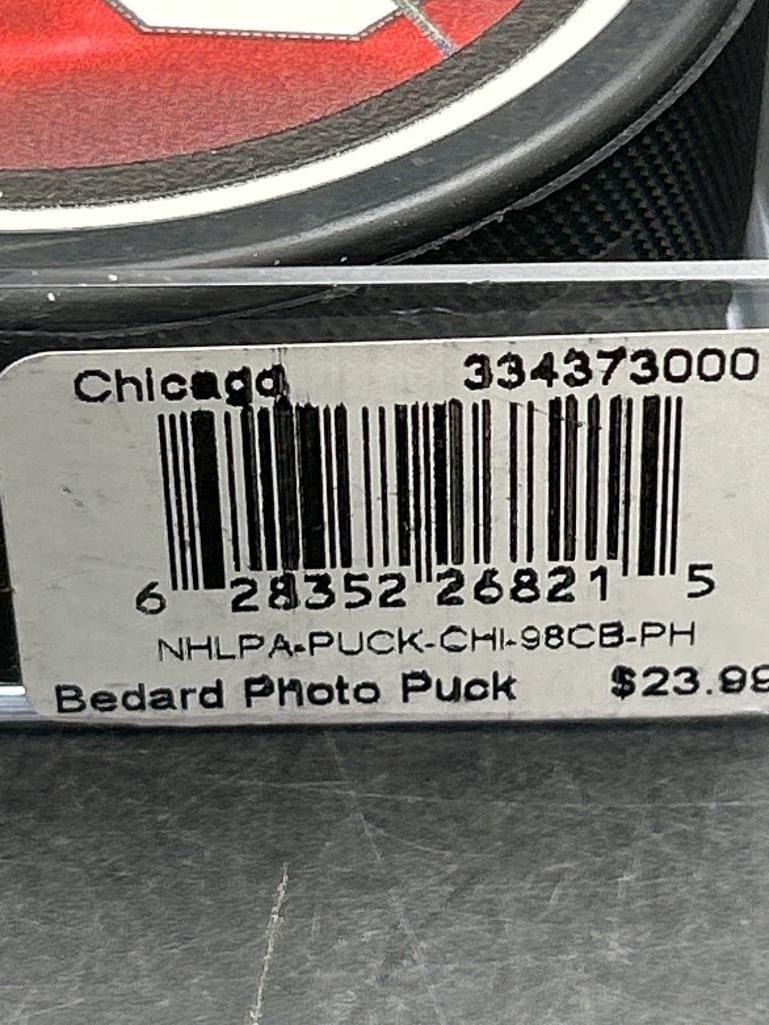 Chicago 334373000
6 28352 26821 5
NHLPA-PUCK-CHI-98CB-PH
Bedard Photo Puck $23.99